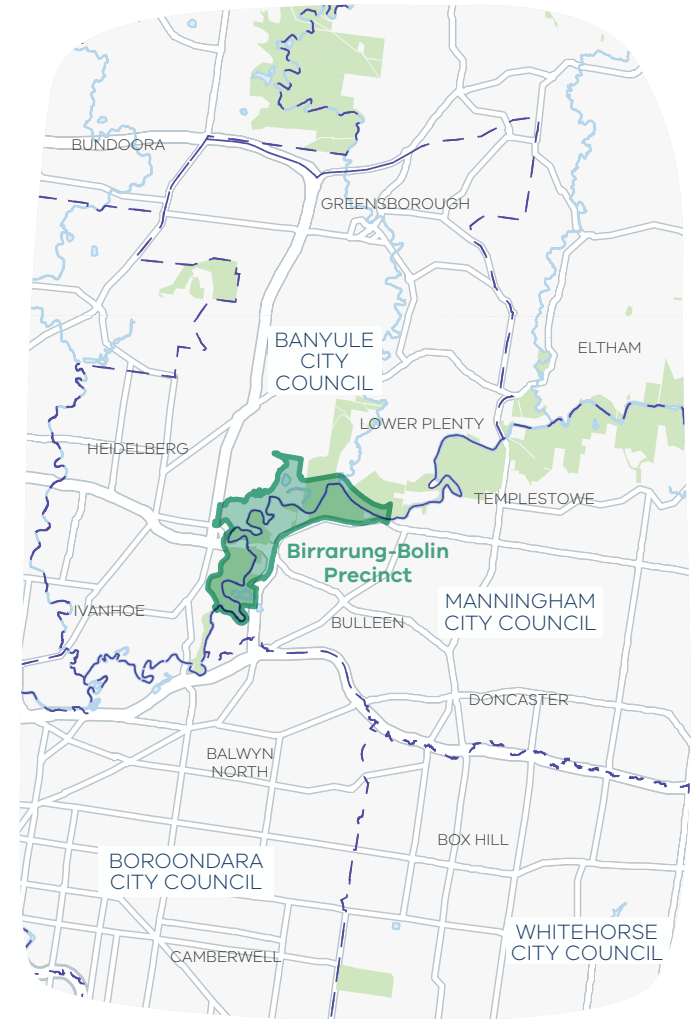 BUNDOORA
GREENSBOROUGH
BANYULE
CITY
COUNCIL
ELTHAM
LOWER PLENTY
HEIDELBERG
TEMPLESTOWE
Birrarung-Bolin
Precinct
IVANHOE
MANNINGHAM
CITY COUNCIL
BULLEEN
DONCASTER
BALWYN
NORTH
BOX HILL
BOROONDARA
CITY COUNCIL
WHITEHORSE
CITY COUNCIL
CAMBERWELL